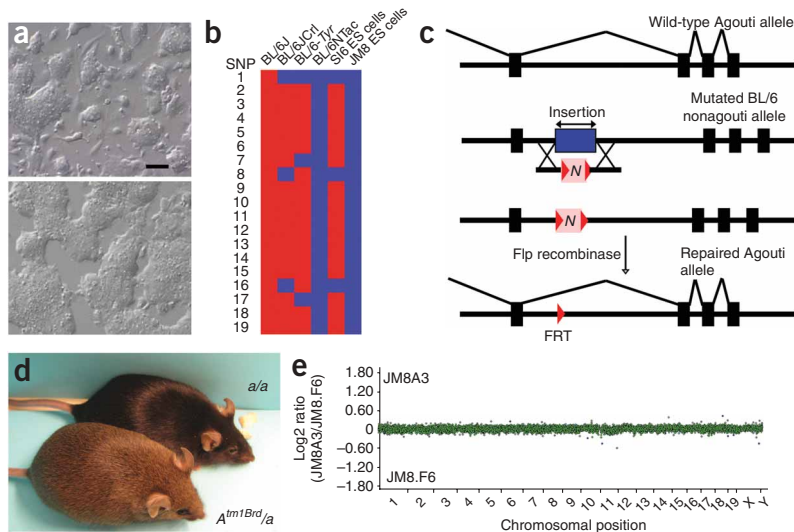 a
b
BL/6J
BL/6JCrl
BL/6-Tyr
BL/6NTac
SI6 ES cells
JM8 ES cells
SNP
1
2
3
4
5
6
7
8
9
10
11
12
13
14
15
16
17
18
19
c
Wild-type Agouti allele
Insertion
Mutated BL/6
nonagouti allele
N
N
Flp recombinase
Repaired Agouti
allele
FRT
d
a/a
A^tm1Brd/a
e
Log2 ratio
(JM8A3/JM8.F6)
1.80
1.20
0.60
0
−0.60
−1.20
−1.80
JM8A3
JM8.F6
1 2 3 4 5 6 7 8 9 10 11 12 13 14 15 16 17 18 19 X Y
Chromosomal position